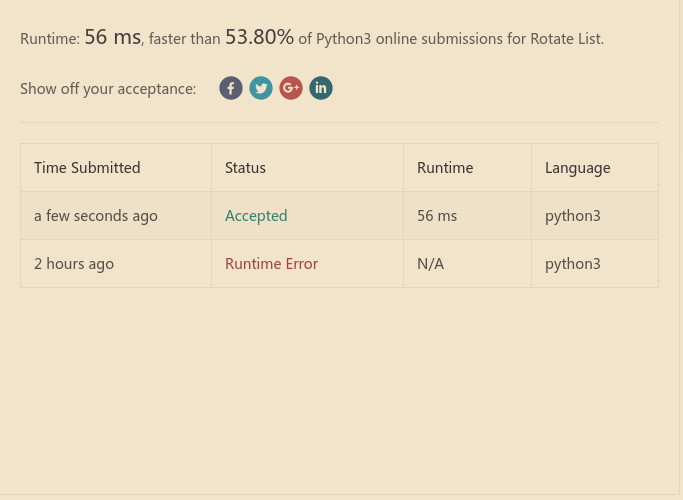 Runtime: 56 ms, faster than 53.80% of Python3 online submissions for Rotate List.
Show off your acceptance:
Time Submitted Status Runtime Language
a few seconds ago Accepted 56 ms python3
2 hours ago Runtime Error N/A python3